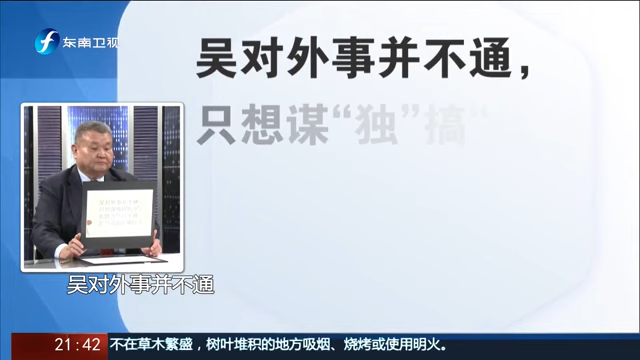 东南卫视
吴对外事并不通，
只想谋“独”搞“
吴对外事并不通
21:42
不在草木繁盛，树叶堆积的地方吸烟、烧烤或使用明火。